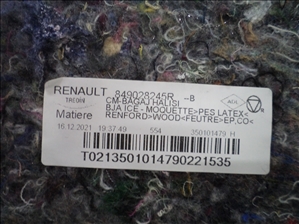 RENAULT 849028245R -B
CM-BAGAJ HALISI
BJA ICE - MOQUETTE>PES LATEX<
Matiere RENFORD>WOOD<FEUTRE>EP,CO<
16.12.2021 19:37:49 554 350101479 H
T0213501014790221535